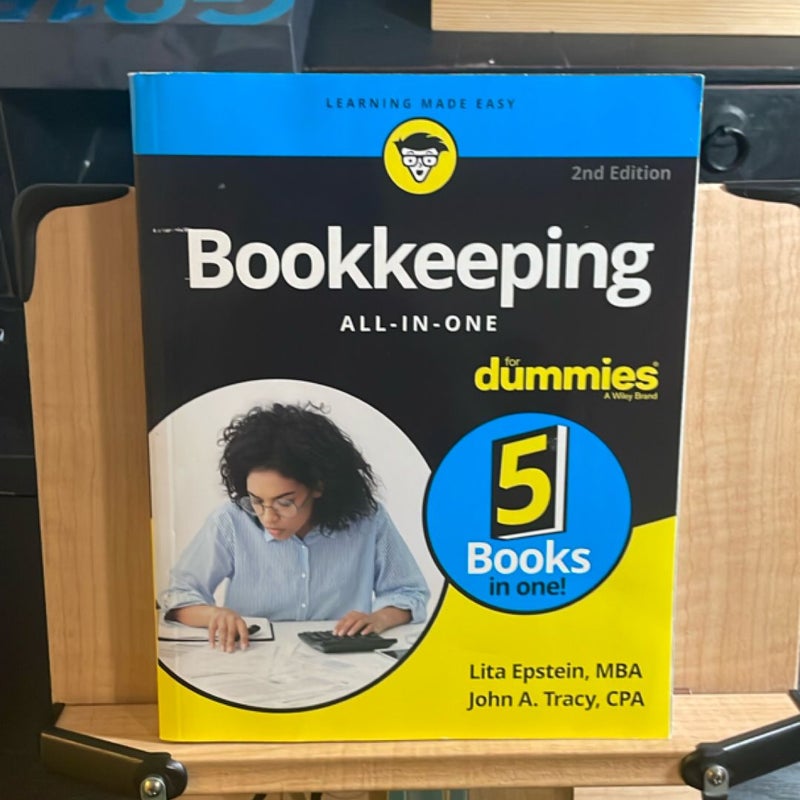 LEARNING MADE EASY
2nd Edition
Bookkeeping
ALL-IN-ONE
for
dummies®
A Wiley Brand
5
Books
in one!
Lita Epstein, MBA
John A. Tracy, CPA